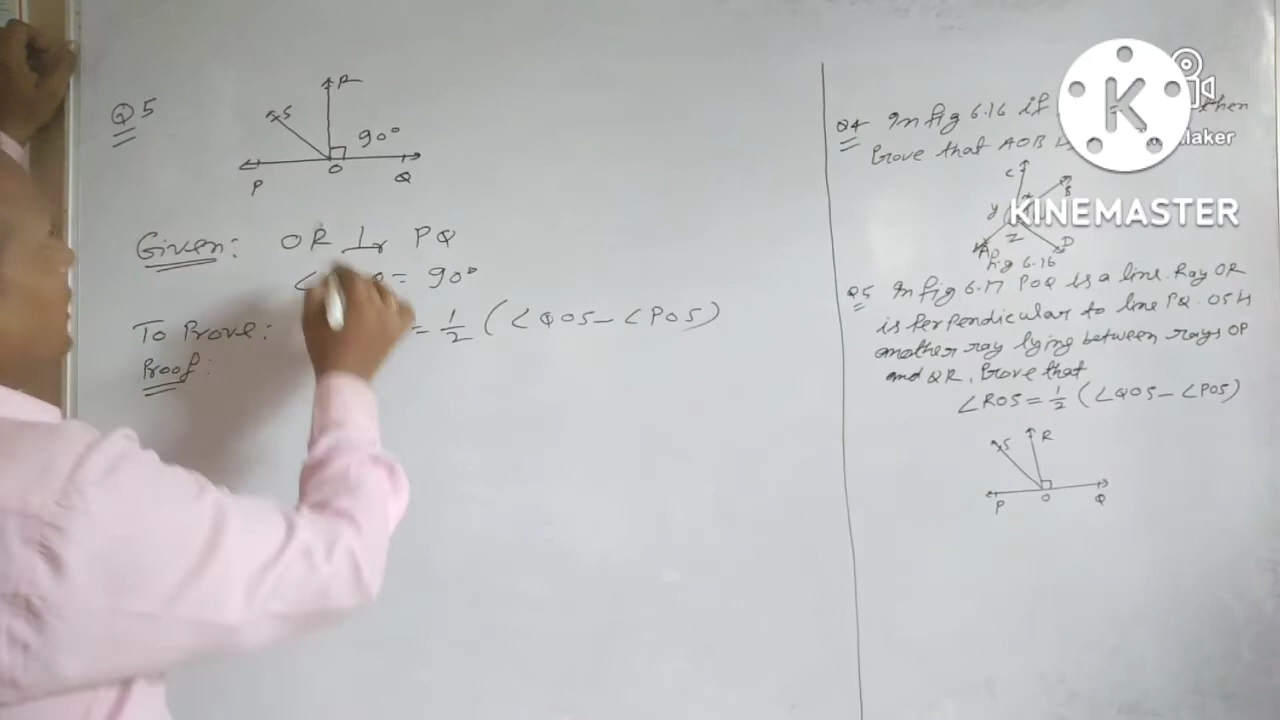 Q5
R
S
90°
P
O
Q
Given: OR ⊥r PQ
∠ = 90°
To Prove: = 1/2 (∠QOS - ∠POS)
Proof:
Q4 In fig 6.16 if then
Prove that AOB
C
B
y
x
Z
A
D
fig 6.16
Q5 In fig 6.17 POQ is a line. Ray OR
is Perpendicular to line PQ. OS is
another ray lying between rays OP
and QR. Prove that
∠ROS = 1/2 (∠QOS - ∠POS)
S
R
P
O
Q
K
Maker
KINEMASTER